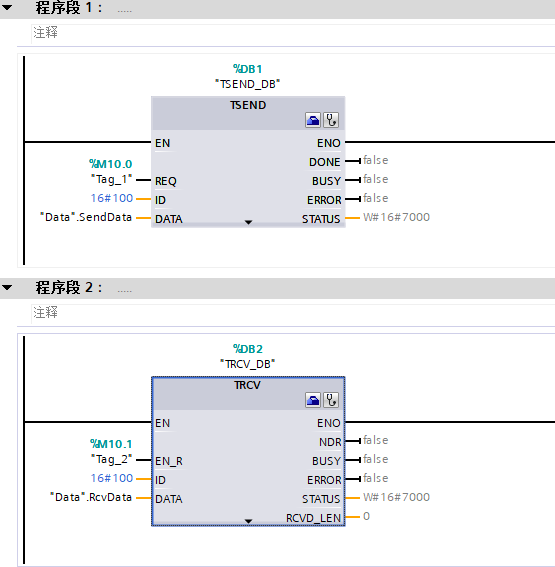 程序段 1： .....
注释
%DB1
"TSEND_DB"
TSEND
EN ENO
DONE false
%M10.0
"Tag_1" REQ BUSY false
16#100 ID ERROR false
"Data".SendData DATA STATUS W#16#7000
程序段 2： .....
注释
%DB2
"TRCV_DB"
TRCV
EN ENO
NDR false
%M10.1
"Tag_2" EN_R BUSY false
16#100 ID ERROR false
"Data".RcvData DATA STATUS W#16#7000
RCVD_LEN 0